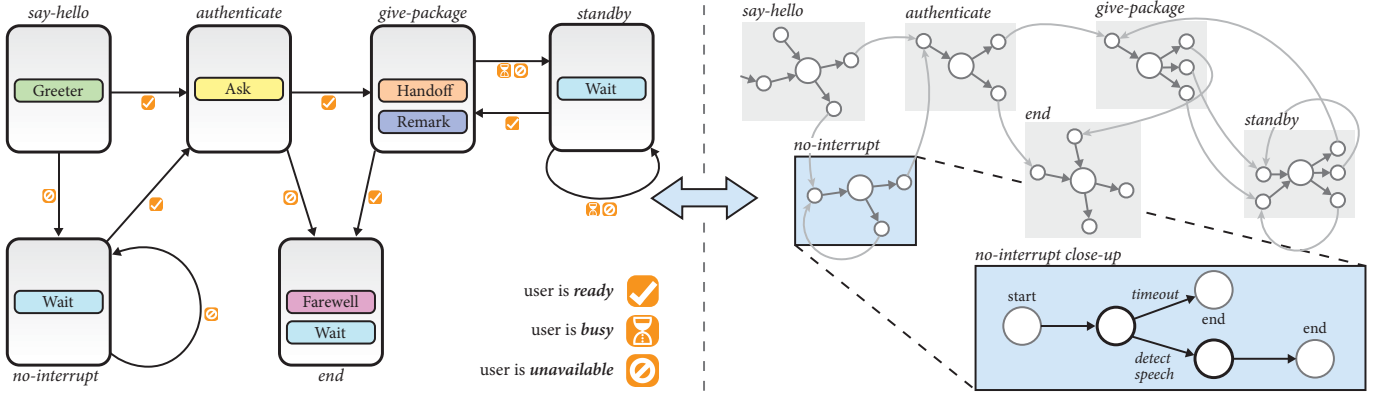 say-hello
authenticate
give-package
standby
Greeter
Ask
Handoff
Remark
Wait
Wait
no-interrupt
Farewell
Wait
end
user is ready
user is busy
user is unavailable
say-hello
authenticate
give-package
end
standby
no-interrupt
no-interrupt close-up
start
timeout
end
detect
speech
end